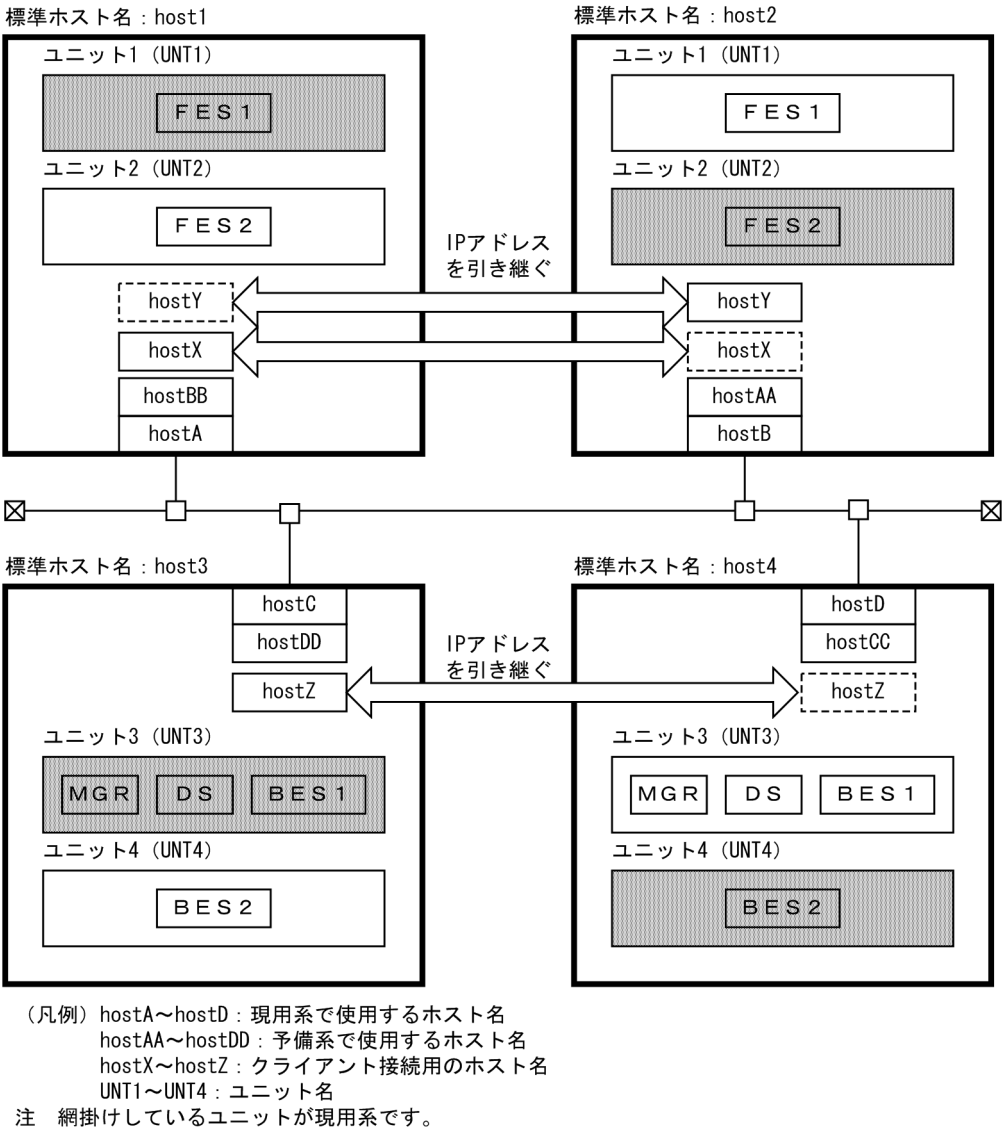 標準ホスト名：host1
標準ホスト名：host2
ユニット1（UNT1）
FES1
ユニット2（UNT2）
FES2
ユニット1（UNT1）
FES1
ユニット2（UNT2）
FES2
IPアドレス
を引き継ぐ
hostY
hostX
hostBB
hostA
hostY
hostX
hostAA
hostB
標準ホスト名：host3
標準ホスト名：host4
hostC
hostDD
hostZ
IPアドレス
を引き継ぐ
hostD
hostCC
hostZ
ユニット3（UNT3）
MGR DS BES1
ユニット4（UNT4）
BES2
ユニット3（UNT3）
MGR DS BES1
ユニット4（UNT4）
BES2
（凡例）hostA～hostD：現用系で使用するホスト名
hostAA～hostDD：予備系で使用するホスト名
hostX～hostZ：クライアント接続用のホスト名
UNT1～UNT4：ユニット名
注　網掛けしているユニットが現用系です。